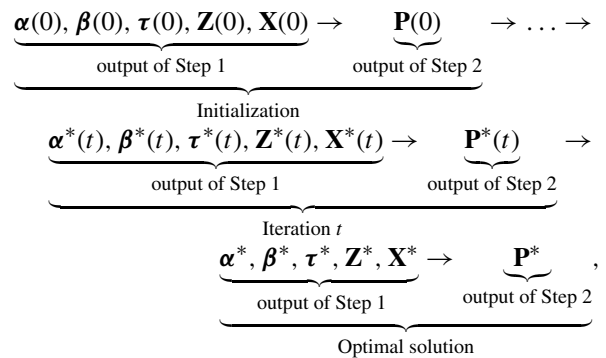 𝜶(0), 𝜷(0), 𝝉(0), 𝐙(0), 𝐗(0) → 𝐏(0) → … →
output of Step 1 output of Step 2
Initialization
𝜶*(t), 𝜷*(t), 𝝉*(t), 𝐙*(t), 𝐗*(t) → 𝐏*(t) →
output of Step 1 output of Step 2
Iteration t
𝜶*, 𝜷*, 𝝉*, 𝐙*, 𝐗* → 𝐏* ,
output of Step 1 output of Step 2
Optimal solution